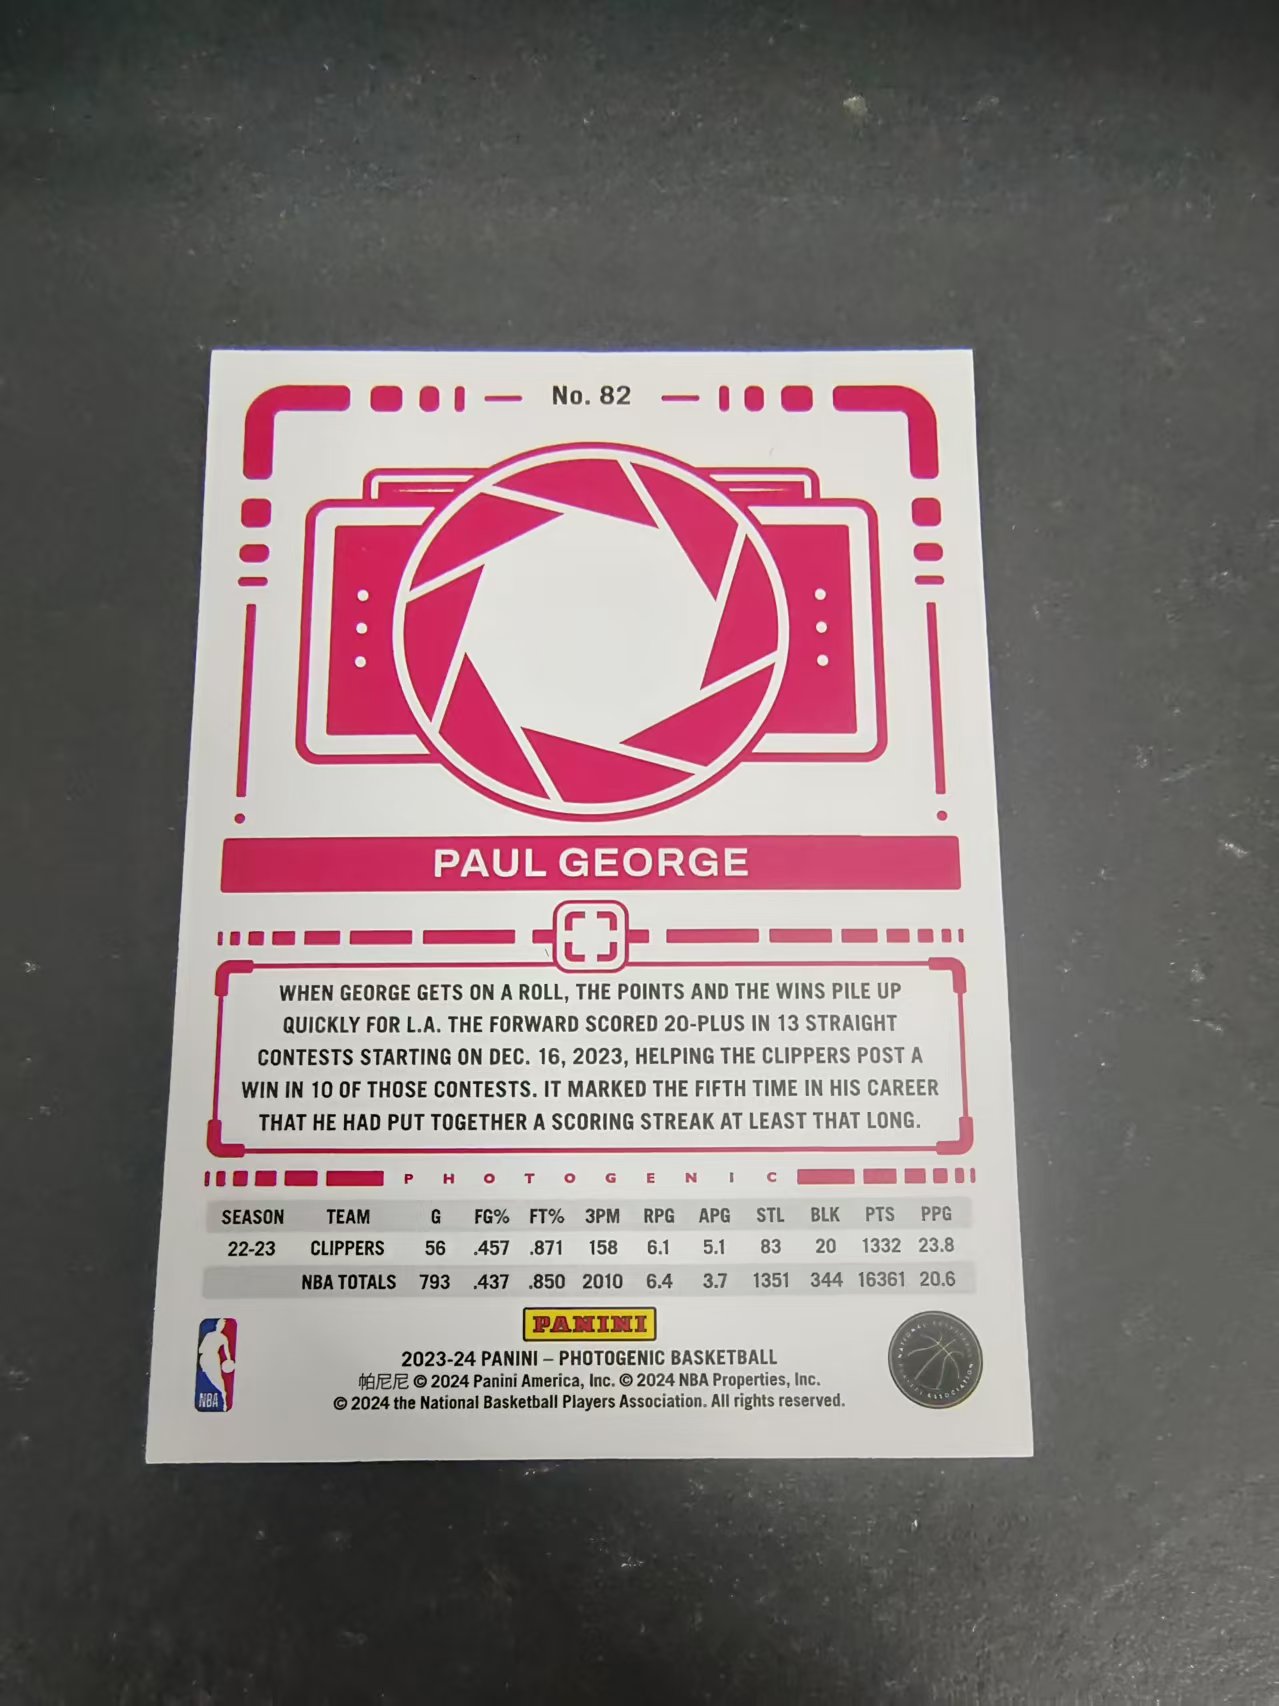 No. 82
PAUL GEORGE
WHEN GEORGE GETS ON A ROLL, THE POINTS AND THE WINS PILE UP
QUICKLY FOR L.A. THE FORWARD SCORED 20-PLUS IN 13 STRAIGHT
CONTESTS STARTING ON DEC. 16, 2023, HELPING THE CLIPPERS POST A
WIN IN 10 OF THOSE CONTESTS. IT MARKED THE FIFTH TIME IN HIS CAREER
THAT HE HAD PUT TOGETHER A SCORING STREAK AT LEAST THAT LONG.
PHOTOGENIC
SEASON TEAM G FG% FT% 3PM RPG APG STL BLK PTS PPG
22-23 CLIPPERS 56 .457 .871 158 6.1 5.1 83 20 1332 23.8
NBA TOTALS 793 .437 .850 2010 6.4 3.7 1351 344 16361 20.6
PANINI
2023-24 PANINI – PHOTOGENIC BASKETBALL
帕尼尼 © 2024 Panini America, Inc. © 2024 NBA Properties, Inc.
© 2024 the National Basketball Players Association. All rights reserved.
NBA